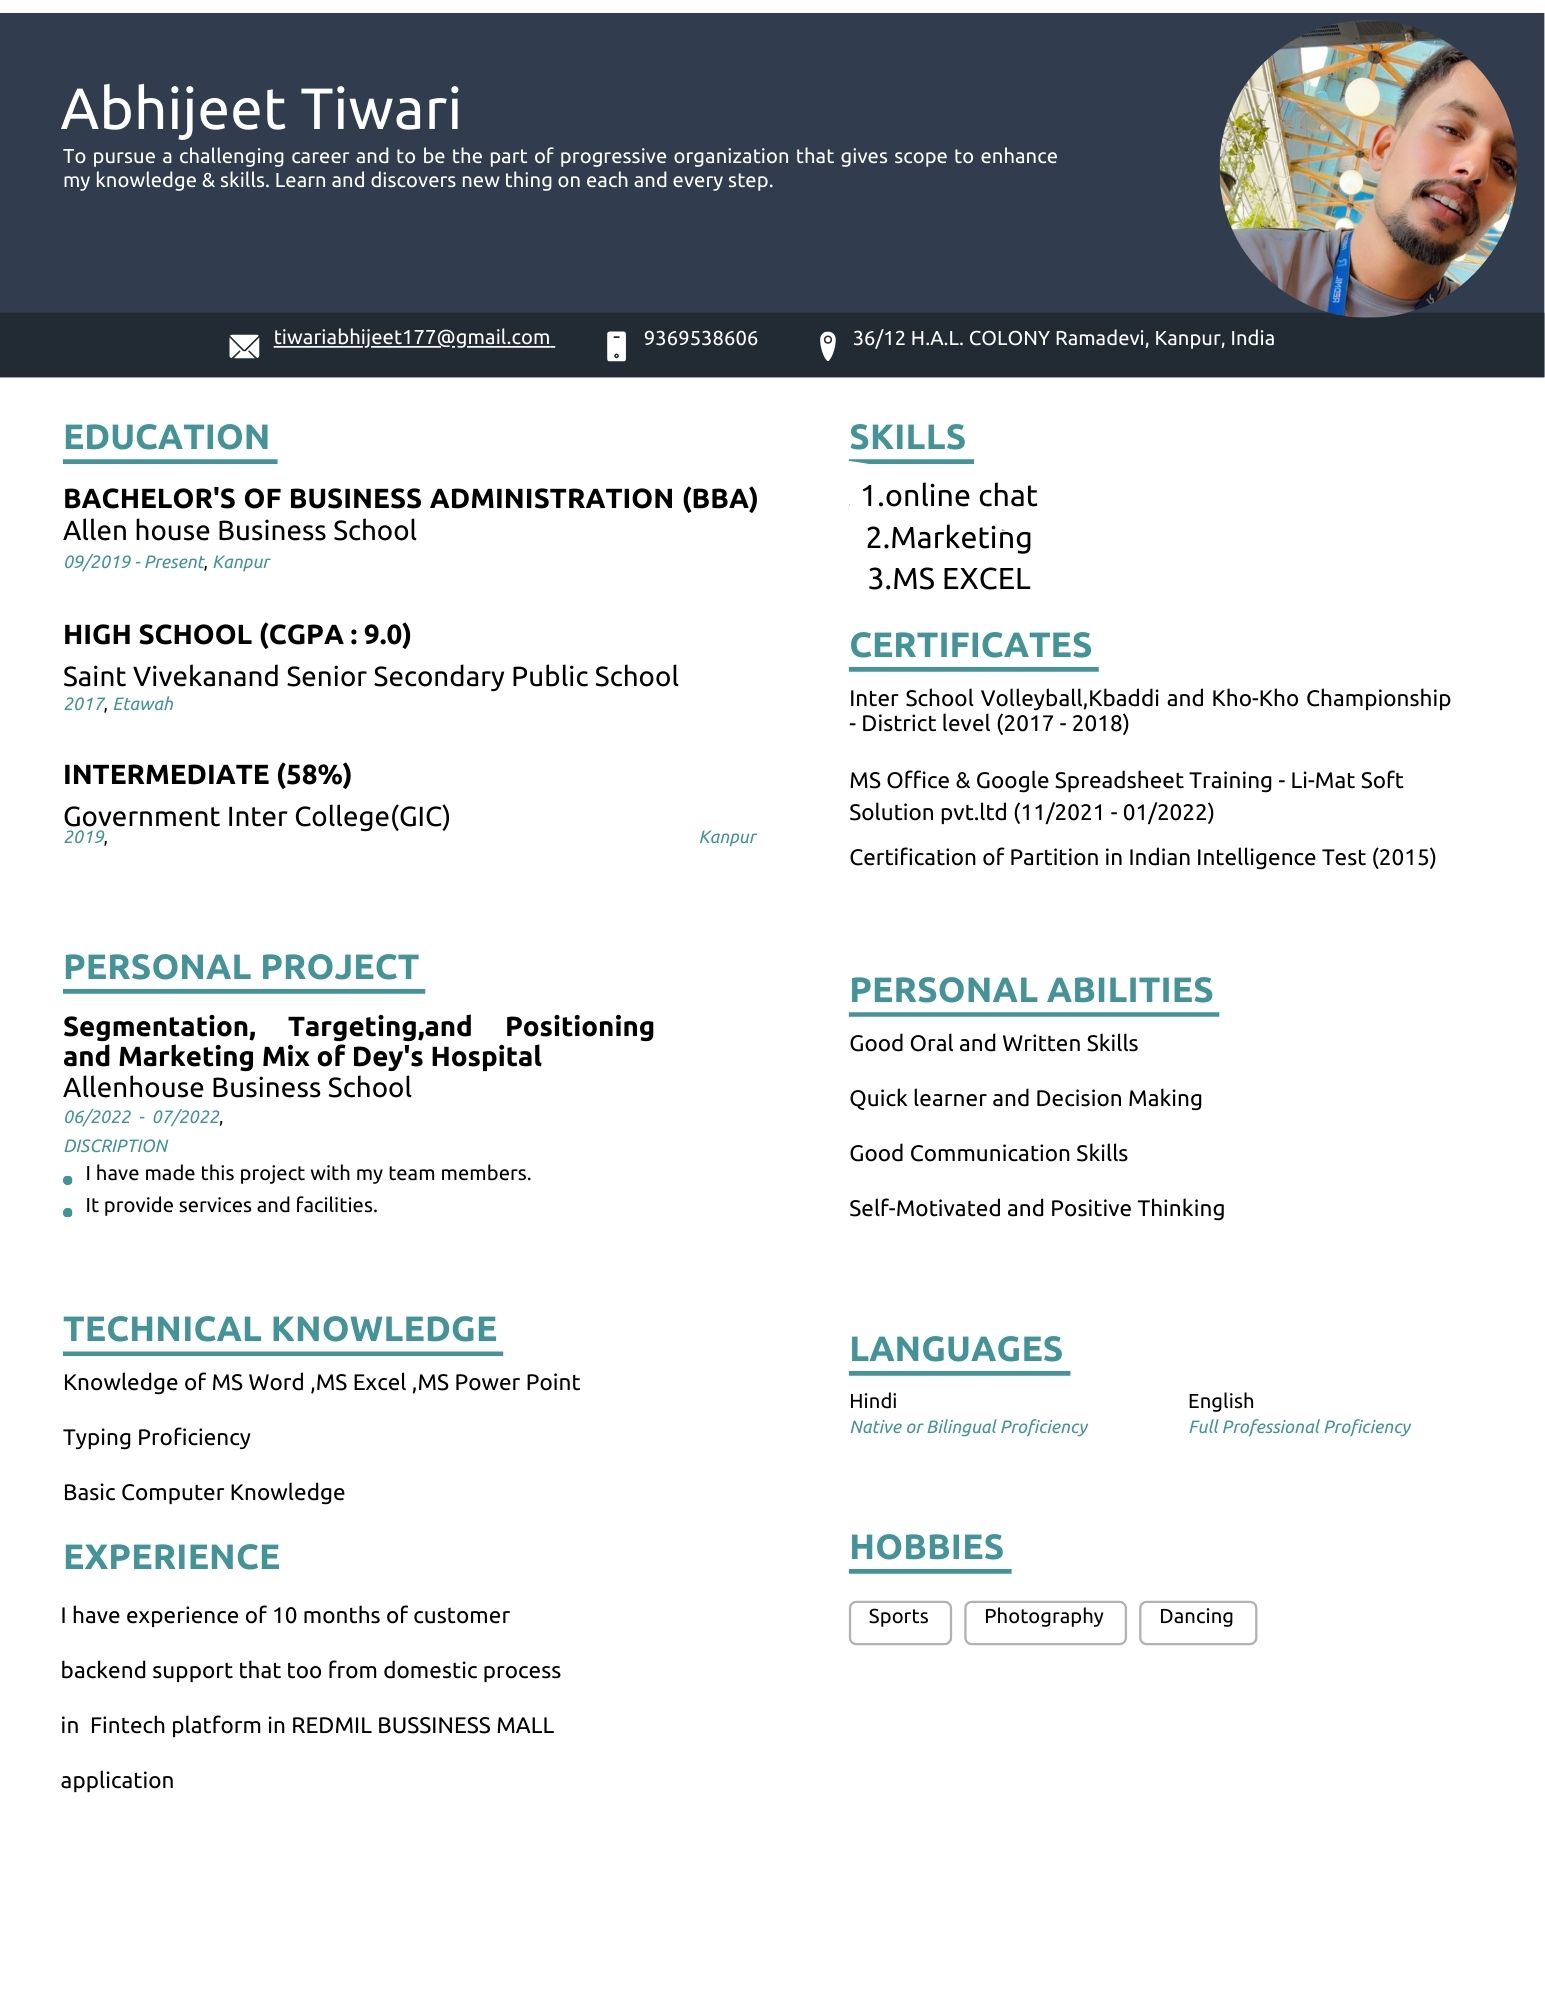 Abhijeet Tiwari
To pursue a challenging career and to be the part of progressive organization that gives scope to enhance
my knowledge & skills. Learn and discovers new thing on each and every step.
tiwariabhijeet177@gmail.com
9369538606
36/12 H.A.L. COLONY Ramadevi, Kanpur, India
EDUCATION
BACHELOR'S OF BUSINESS ADMINISTRATION (BBA)
Allen house Business School
09/2019 - Present, Kanpur
HIGH SCHOOL (CGPA : 9.0)
Saint Vivekanand Senior Secondary Public School
2017, Etawah
INTERMEDIATE (58%)
Government Inter College(GIC)
2019, Kanpur
PERSONAL PROJECT
Segmentation, Targeting,and Positioning
and Marketing Mix of Dey's Hospital
Allenhouse Business School
06/2022 - 07/2022,
DISCRIPTION
I have made this project with my team members.
It provide services and facilities.
TECHNICAL KNOWLEDGE
Knowledge of MS Word ,MS Excel ,MS Power Point
Typing Proficiency
Basic Computer Knowledge
EXPERIENCE
I have experience of 10 months of customer
backend support that too from domestic process
in Fintech platform in REDMIL BUSSINESS MALL
application
SKILLS
1.online chat
2.Marketing
3.MS EXCEL
CERTIFICATES
Inter School Volleyball,Kbaddi and Kho-Kho Championship
- District level (2017 - 2018)
MS Office & Google Spreadsheet Training - Li-Mat Soft
Solution pvt.ltd (11/2021 - 01/2022)
Certification of Partition in Indian Intelligence Test (2015)
PERSONAL ABILITIES
Good Oral and Written Skills
Quick learner and Decision Making
Good Communication Skills
Self-Motivated and Positive Thinking
LANGUAGES
Hindi
Native or Bilingual Proficiency
English
Full Professional Proficiency
HOBBIES
Sports
Photography
Dancing